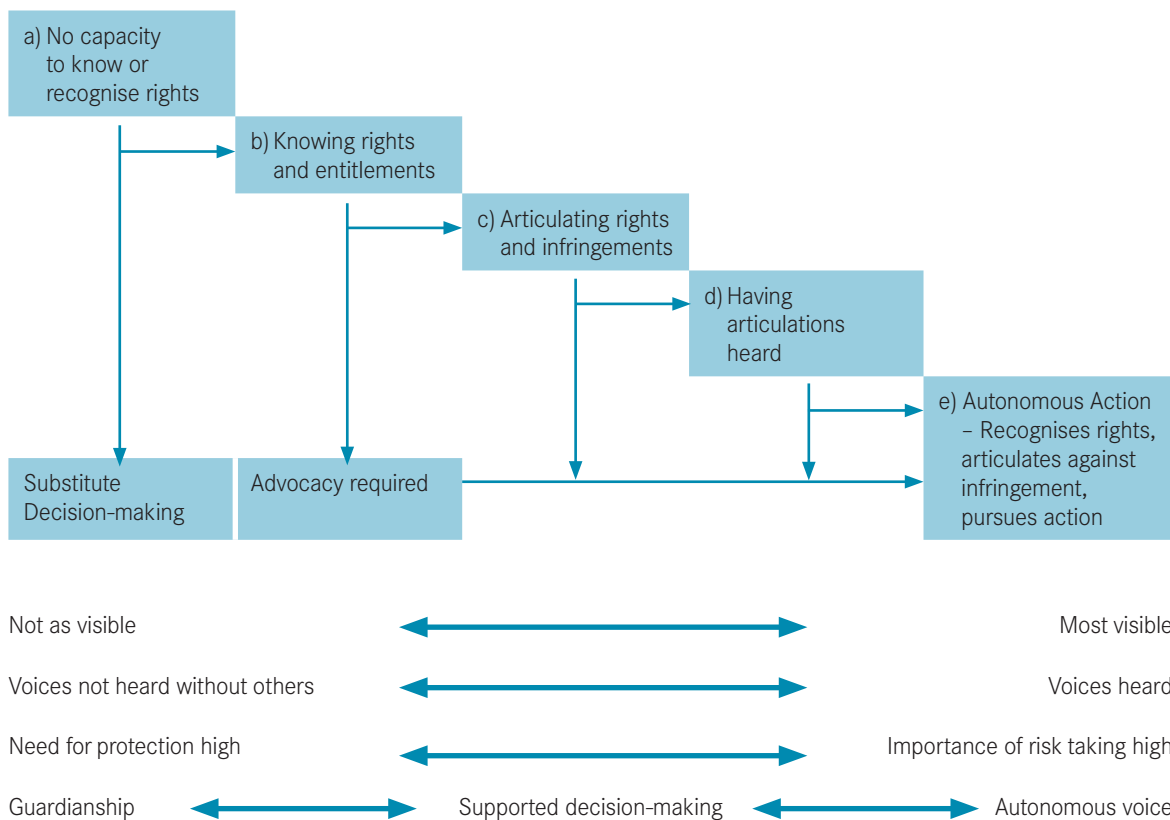 a) No capacity
to know or
recognise rights
b) Knowing rights
and entitlements
c) Articulating rights
and infringements
d) Having
articulations
heard
e) Autonomous Action
– Recognises rights,
articulates against
infringement,
pursues action
Substitute
Decision-making
Advocacy required
Not as visible
Most visible
Voices not heard without others
Voices heard
Need for protection high
Importance of risk taking high
Guardianship
Supported decision-making
Autonomous voice